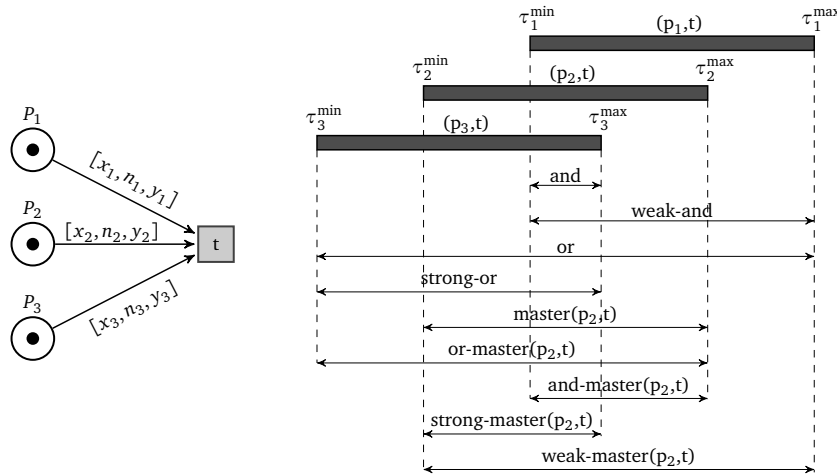 P₁
[x₁, n₁, y₁]
P₂
[x₂, n₂, y₂]
t
P₃
[x₃, n₃, y₃]
τ₁ᵐⁱⁿ (p₁,t) τ₁ᵐᵃˣ
τ₂ᵐⁱⁿ (p₂,t) τ₂ᵐᵃˣ
τ₃ᵐⁱⁿ (p₃,t) τ₃ᵐᵃˣ
and
weak-and
or
strong-or
master(p₂,t)
or-master(p₂,t)
and-master(p₂,t)
strong-master(p₂,t)
weak-master(p₂,t)